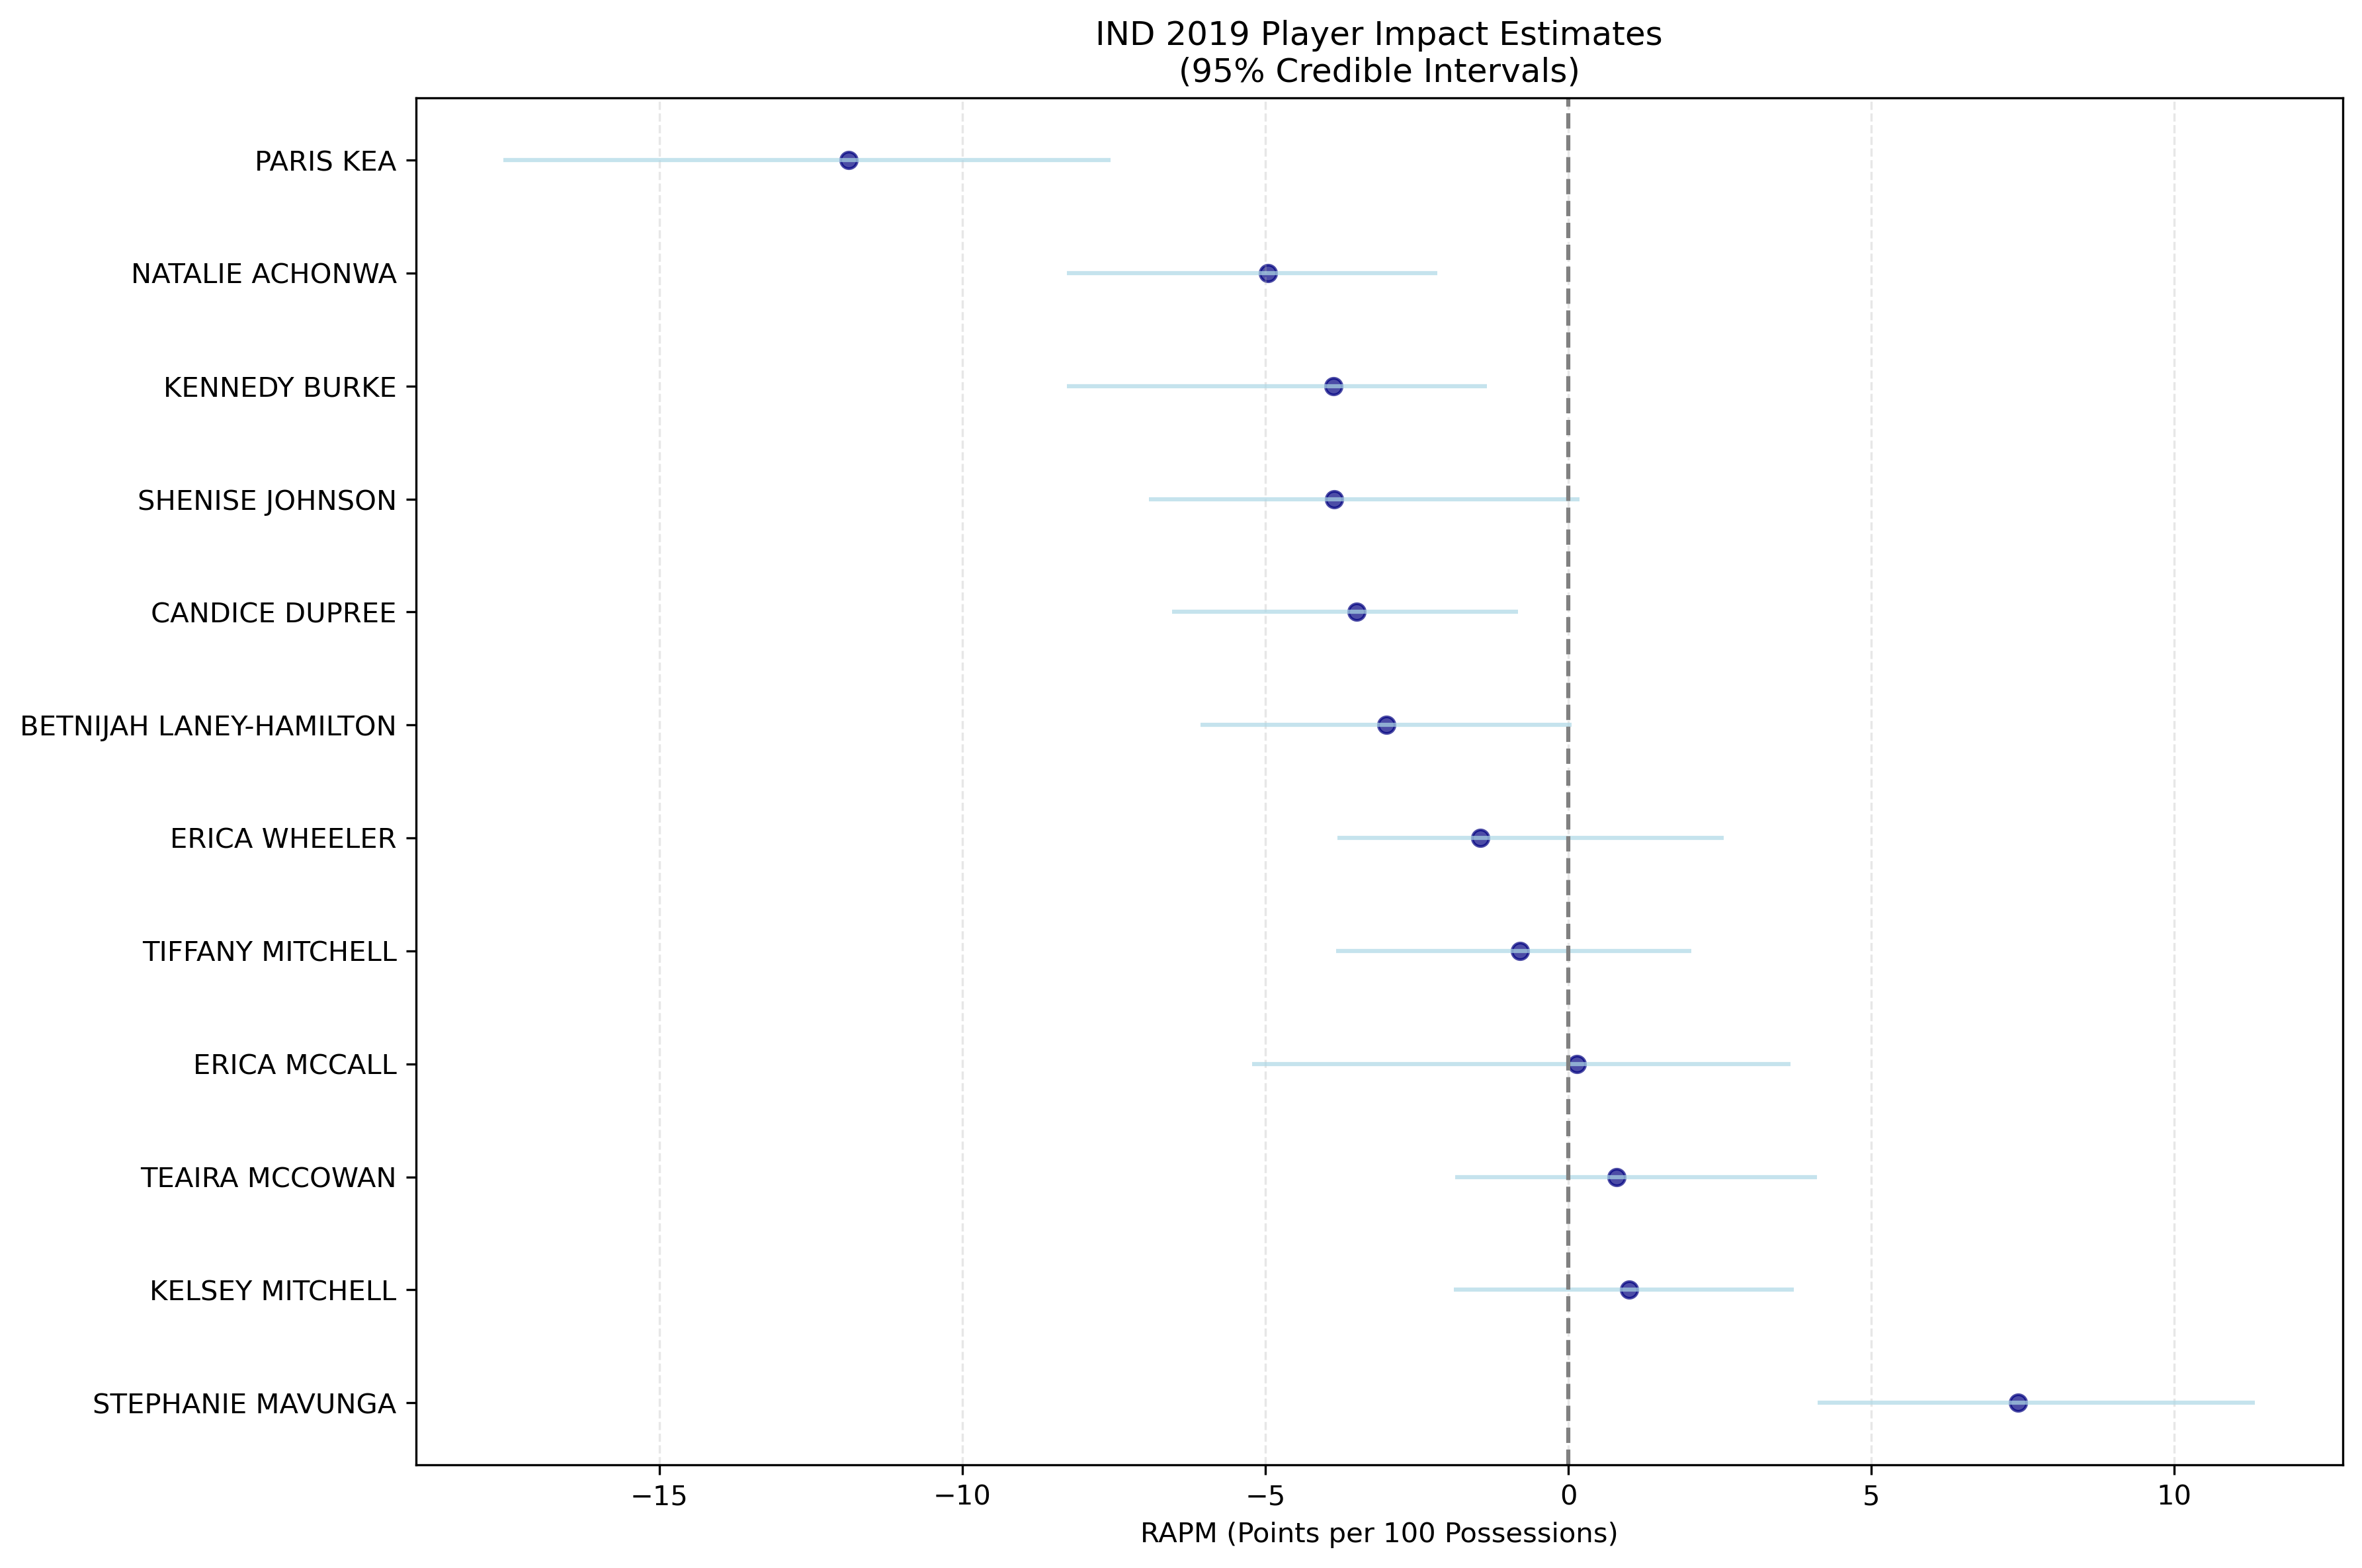 IND 2019 Player Impact Estimates
(95% Credible Intervals)
PARIS KEA
NATALIE ACHONWA
KENNEDY BURKE
SHENISE JOHNSON
CANDICE DUPREE
BETNIJAH LANEY-HAMILTON
ERICA WHEELER
TIFFANY MITCHELL
ERICA MCCALL
TEAIRA MCCOWAN
KELSEY MITCHELL
STEPHANIE MAVUNGA
−15 −10 −5 0 5 10
RAPM (Points per 100 Possessions)